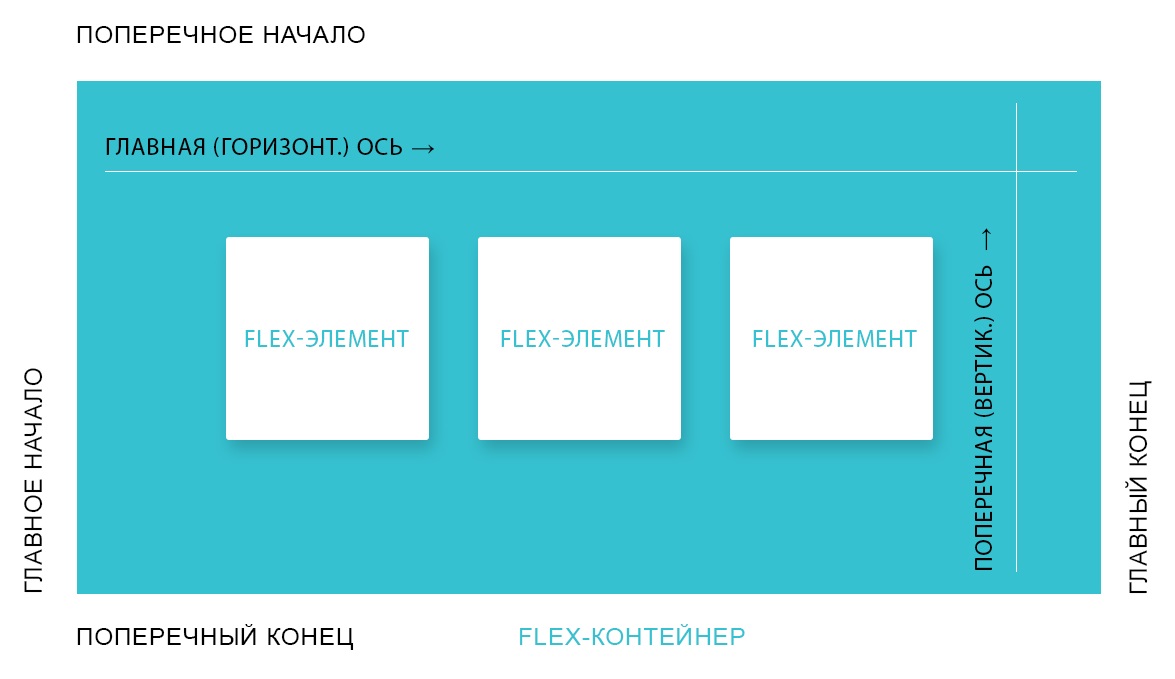 ПОПЕРЕЧНОЕ НАЧАЛО
ГЛАВНАЯ (ГОРИЗОНТ.) ОСЬ →
FLEX-ЭЛЕМЕНТ
FLEX-ЭЛЕМЕНТ
FLEX-ЭЛЕМЕНТ
ПОПЕРЕЧНАЯ (ВЕРТИК.) ОСЬ →
ГЛАВНОЕ НАЧАЛО
ГЛАВНЫЙ КОНЕЦ
ПОПЕРЕЧНЫЙ КОНЕЦ
FLEX-КОНТЕЙНЕР